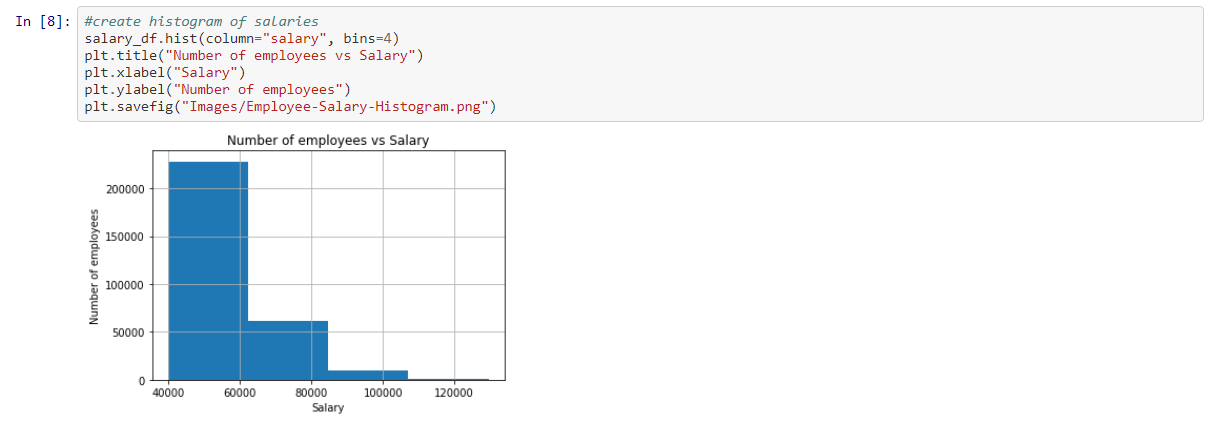 In [8]:
#create histogram of salaries
salary_df.hist(column="salary", bins=4)
plt.title("Number of employees vs Salary")
plt.xlabel("Salary")
plt.ylabel("Number of employees")
plt.savefig("Images/Employee-Salary-Histogram.png")
Number of employees vs Salary
Number of employees
200000
150000
100000
50000
0
40000 60000 80000 100000 120000
Salary